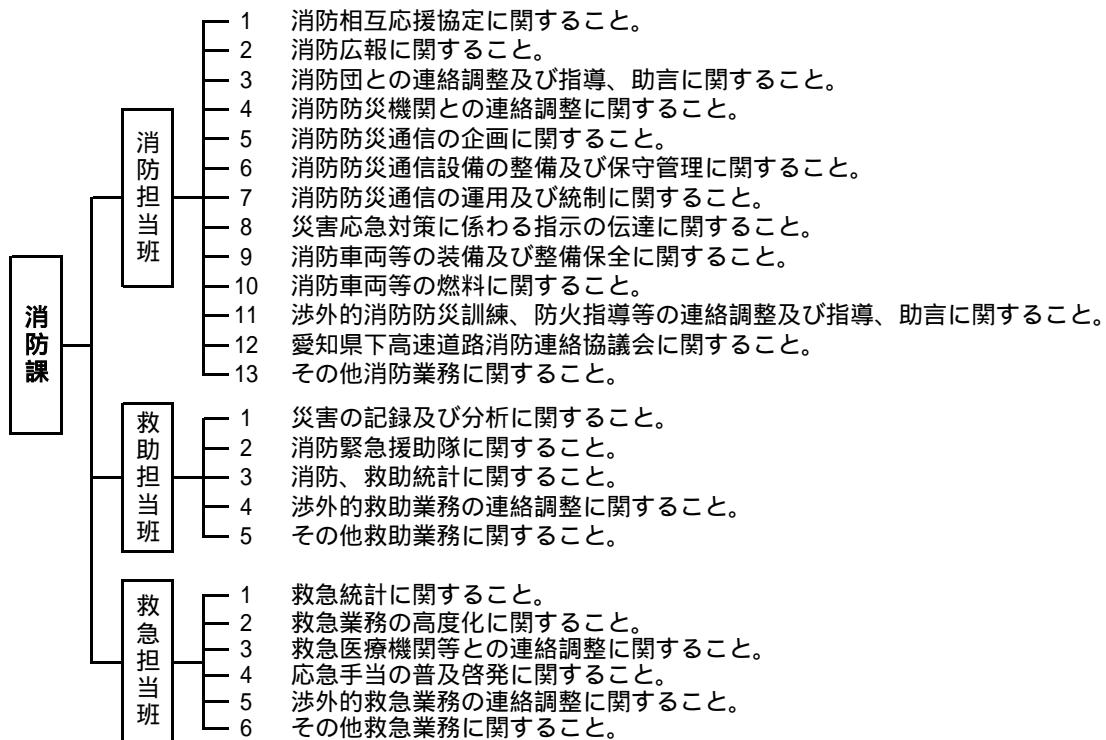 消防課
消防担当班
1 消防相互応援協定に関すること。
2 消防広報に関すること。
3 消防団との連絡調整及び指導、助言に関すること。
4 消防防災機関との連絡調整に関すること。
5 消防防災通信の企画に関すること。
6 消防防災通信設備の整備及び保守管理に関すること。
7 消防防災通信の運用及び統制に関すること。
8 災害応急対策に係わる指示の伝達に関すること。
9 消防車両等の装備及び整備保全に関すること。
10 消防車両等の燃料に関すること。
11 渉外的消防防災訓練、防火指導等の連絡調整及び指導、助言に関すること。
12 愛知県下高速道路消防連絡協議会に関すること。
13 その他消防業務に関すること。
救助担当班
1 災害の記録及び分析に関すること。
2 消防緊急援助隊に関すること。
3 消防、救助統計に関すること。
4 渉外的救助業務の連絡調整に関すること。
5 その他救助業務に関すること。
救急担当班
1 救急統計に関すること。
2 救急業務の高度化に関すること。
3 救急医療機関等との連絡調整に関すること。
4 応急手当の普及啓発に関すること。
5 渉外的救急業務の連絡調整に関すること。
6 その他救急業務に関すること。